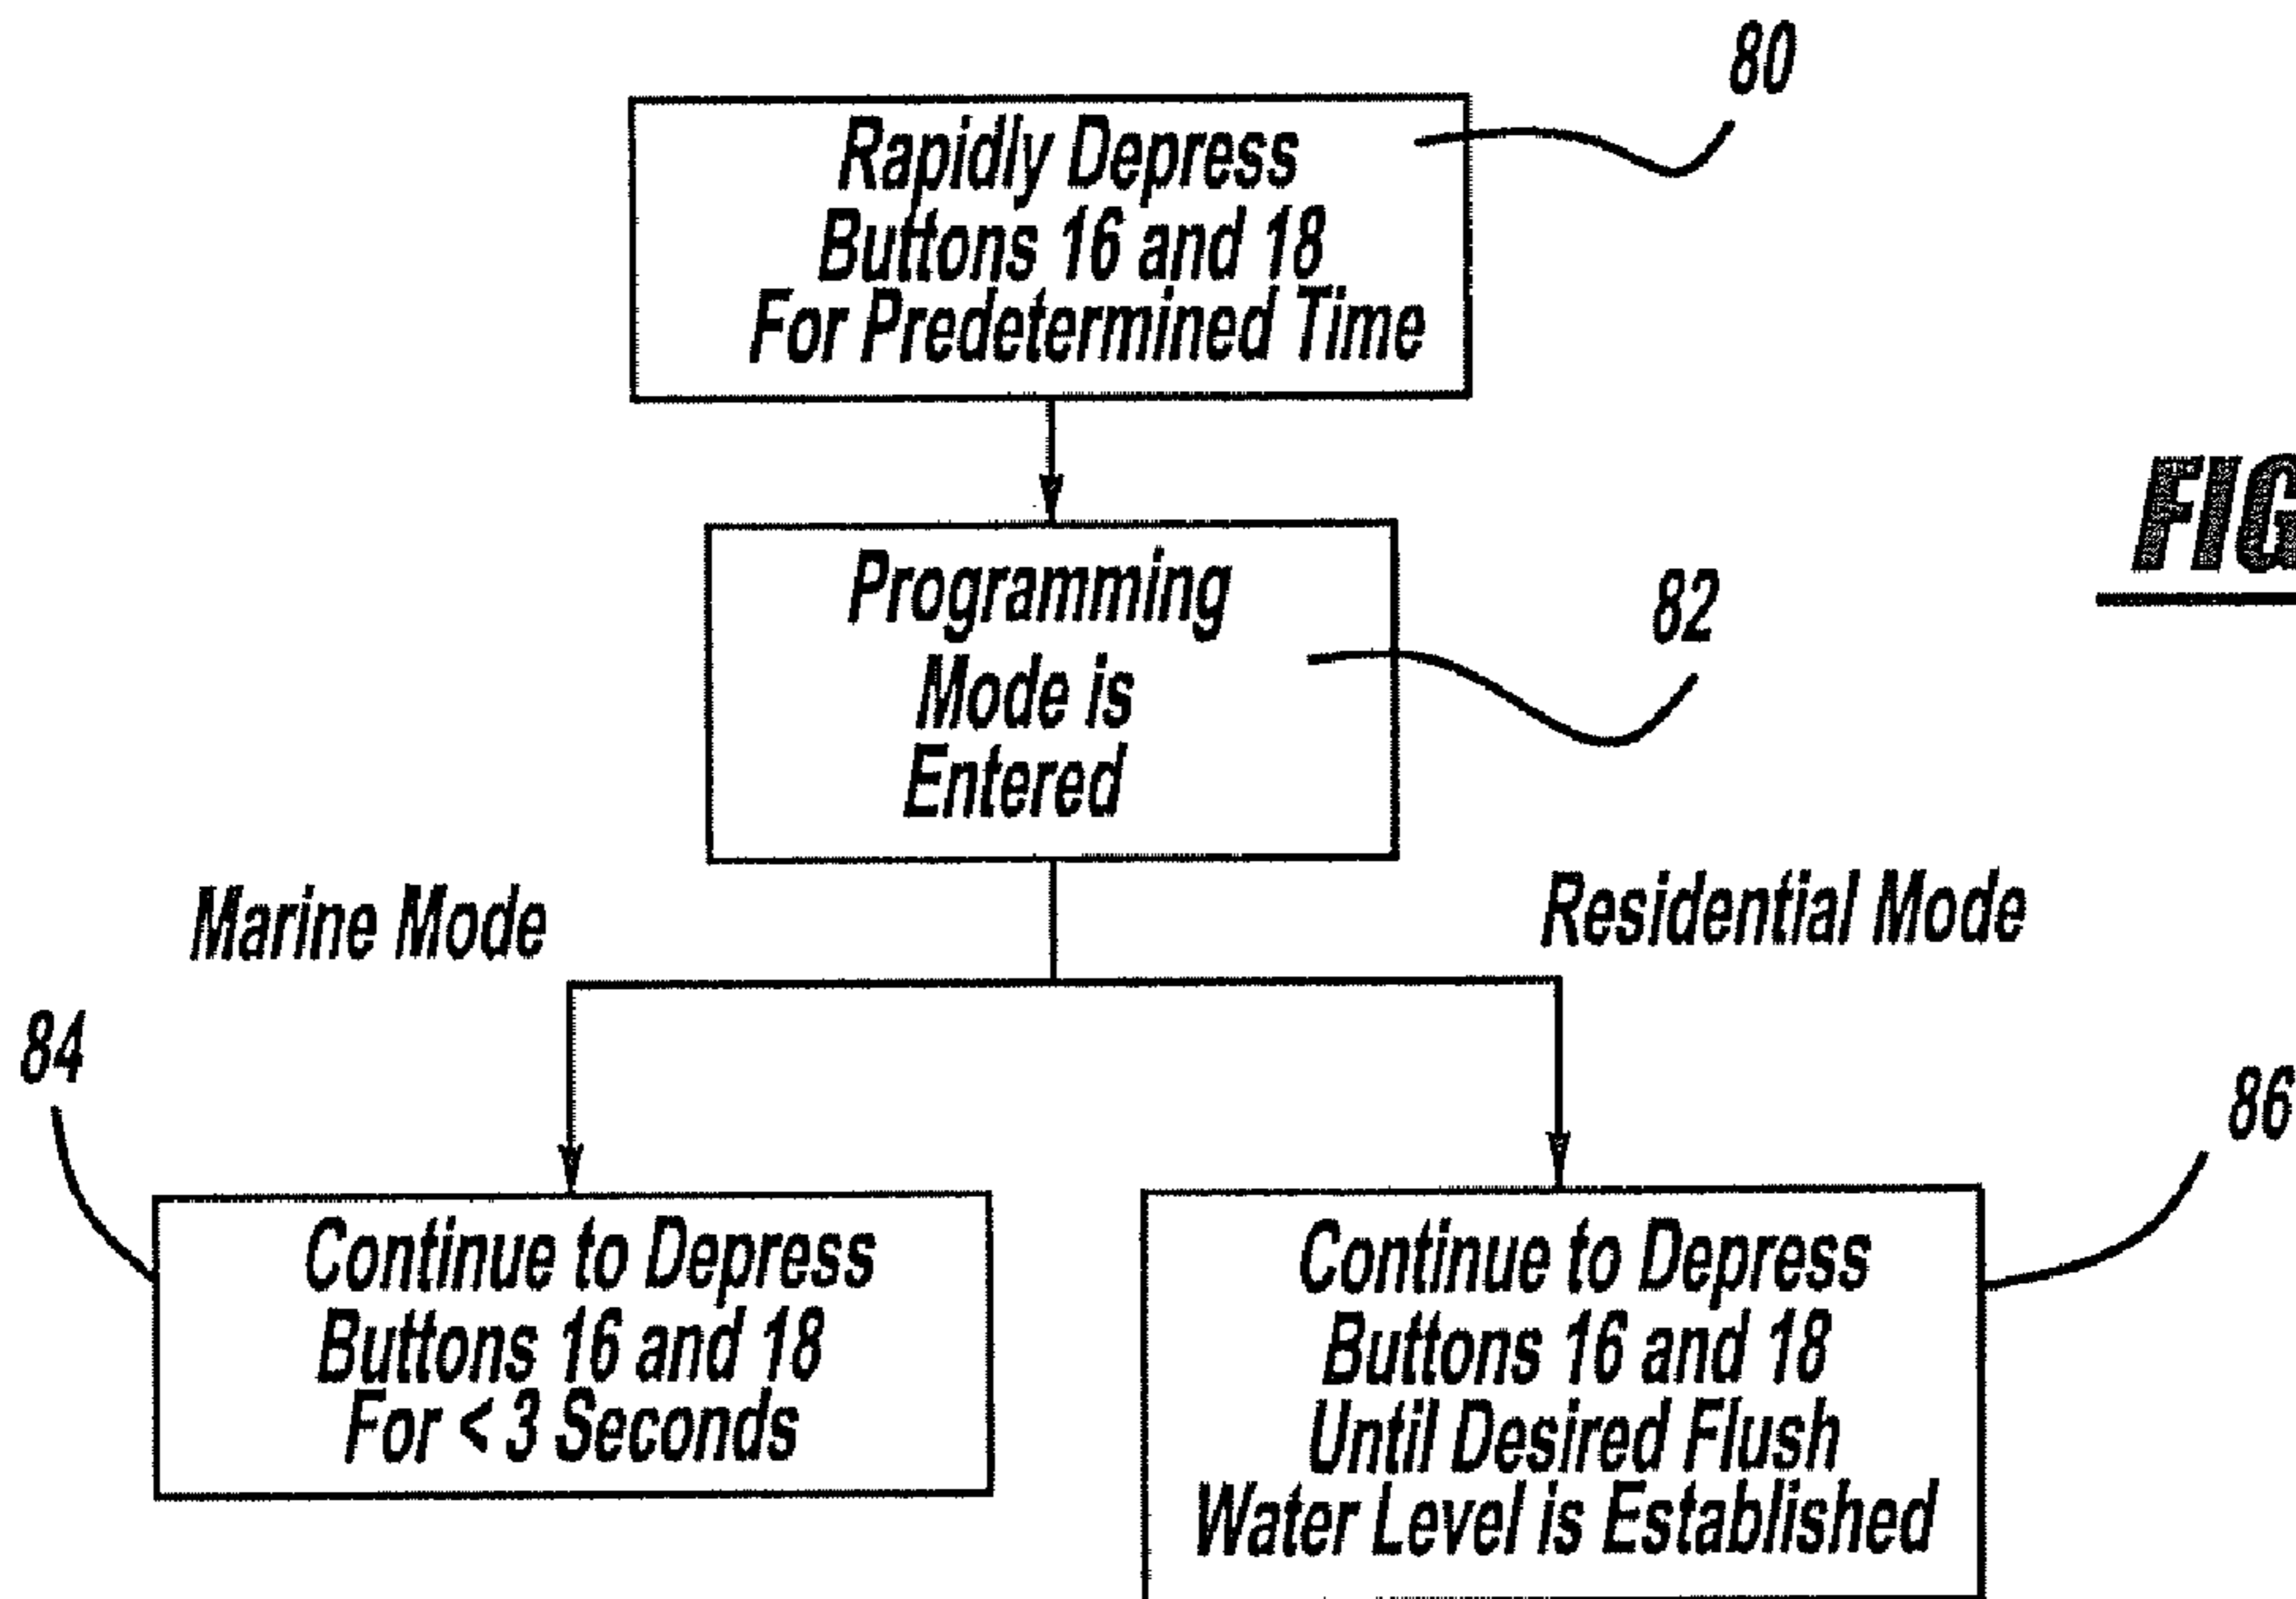 80
Rapidly Depress
Buttons 16 and 18
For Predetermined Time
FIG
82
Programming
Mode is
Entered
Marine Mode
Residential Mode
84
86
Continue to Depress
Buttons 16 and 18
For < 3 Seconds
Continue to Depress
Buttons 16 and 18
Until Desired Flush
Water Level is Established